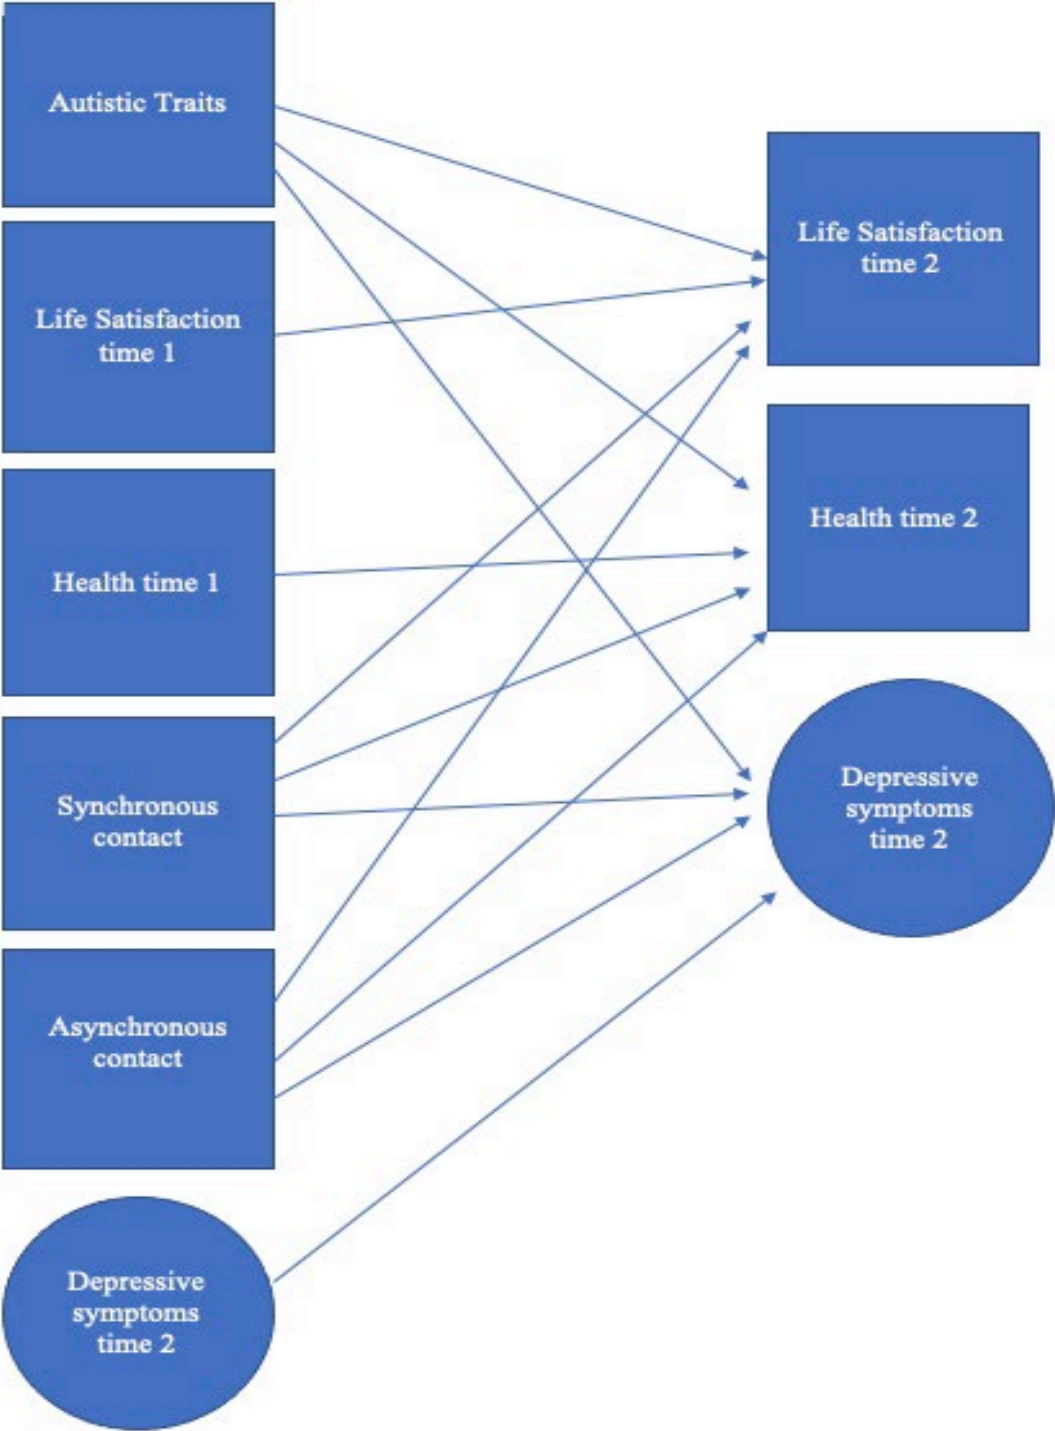 Autistic Traits
Life Satisfaction
time 1
Health time 1
Synchronous
contact
Asynchronous
contact
Depressive
symptoms
time 2
Life Satisfaction
time 2
Health time 2
Depressive
symptoms
time 2